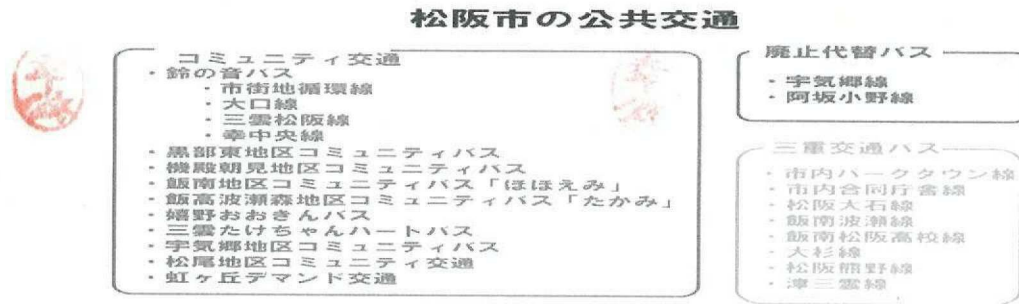 松阪市の公共交通
コミュニティ交通
・鈴の音バス
・市街地循環線
・大口線
・三雲松阪線
・幸中央線
・黒部東地区コミュニティバス
・機殿朝見地区コミュニティバス
・飯南地区コミュニティバス「ほほえみ」
・飯高波瀬森地区コミュニティバス「たかみ」
・嬉野おおきんバス
・三雲たけちゃんハートバス
・宇気郷地区コミュニティバス
・松尾地区コミュニティ交通
・虹ヶ丘デマンド交通
廃止代替バス
・宇気郷線
・阿坂小野線
三重交通バス
・市内パークタウン線
・市内合同庁舎線
・松阪大石線
・飯南波瀬線
・飯南松阪高校線
・大杉線
・松阪熊野線
・津三雲線